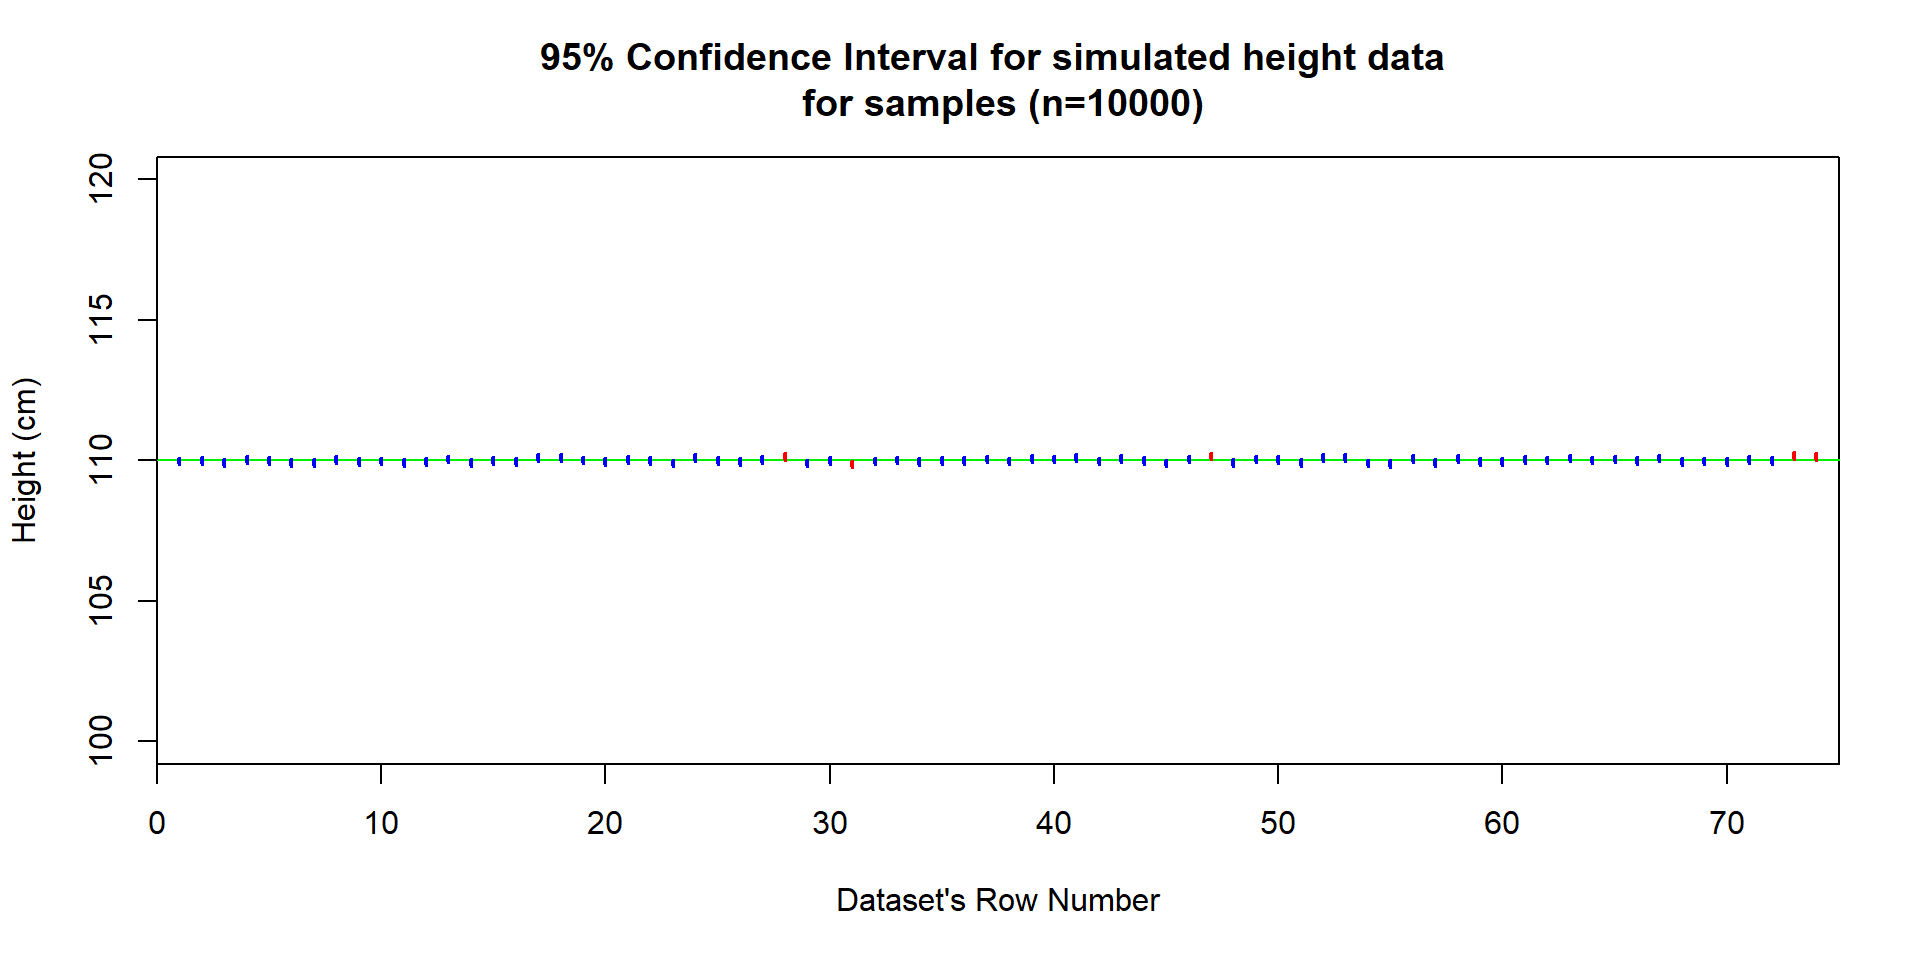 95% Confidence Interval for simulated height data
for samples (n=10000)
Height (cm)
120
115
110
105
100
0 10 20 30 40 50 60 70
Dataset's Row Number